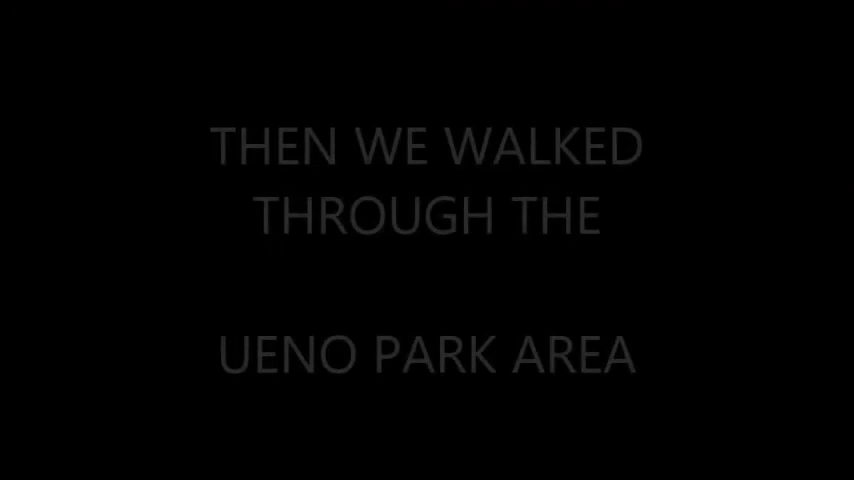 THEN WE WALKED
THROUGH THE
UENO PARK AREA